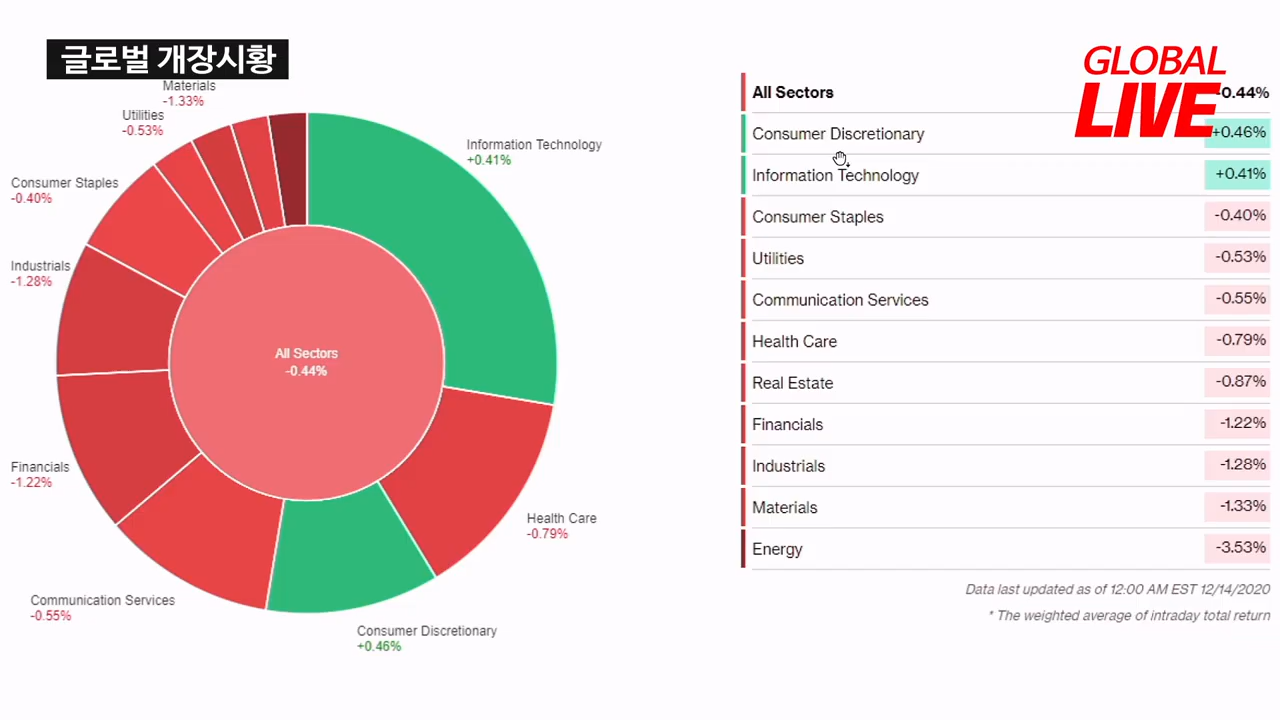 글로벌 개장시황
GLOBAL
LIVE
Materials
-1.33%
Utilities
-0.53%
Consumer Staples
-0.40%
Industrials
-1.28%
Financials
-1.22%
Communication Services
-0.55%
Consumer Discretionary
+0.46%
Health Care
-0.79%
Information Technology
+0.41%
All Sectors
-0.44%
All Sectors -0.44%
Consumer Discretionary +0.46%
Information Technology +0.41%
Consumer Staples -0.40%
Utilities -0.53%
Communication Services -0.55%
Health Care -0.79%
Real Estate -0.87%
Financials -1.22%
Industrials -1.28%
Materials -1.33%
Energy -3.53%
Data last updated as of 12:00 AM EST 12/14/2020
* The weighted average of intraday total return